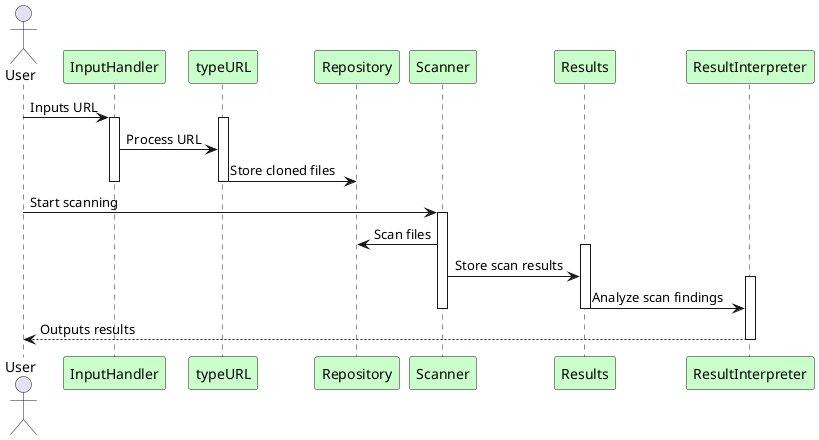 User
InputHandler
typeURL
Repository
Scanner
Results
ResultInterpreter
Inputs URL
Process URL
Store cloned files
Start scanning
Scan files
Store scan results
Analyze scan findings
Outputs results
User
InputHandler
typeURL
Repository
Scanner
Results
ResultInterpreter